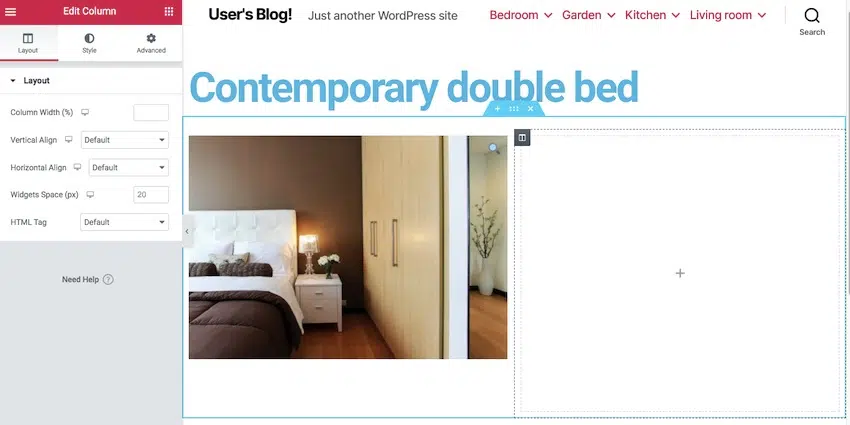 Edit Column
Layout
Style
Advanced
Layout
Column Width (%)
Vertical Align
Default
Horizontal Align
Default
Widgets Space (px)
20
HTML Tag
Default
Need Help ?
User's Blog!
Just another WordPress site
Bedroom
Garden
Kitchen
Living room
Search
Contemporary double bed